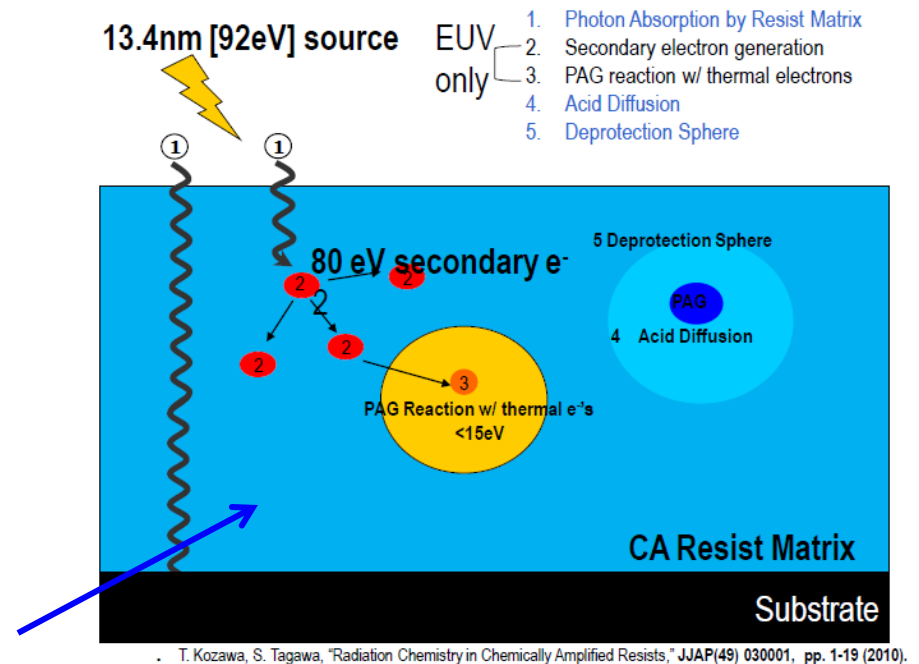 13.4nm [92eV] source
EUV
only
1. Photon Absorption by Resist Matrix
2. Secondary electron generation
3. PAG reaction w/ thermal electrons
4. Acid Diffusion
5. Deprotection Sphere
1
1
80 eV secondary e-
2
2
2
2
2
3
PAG Reaction w/ thermal e-'s
<15eV
5 Deprotection Sphere
PAG
4 Acid Diffusion
CA Resist Matrix
Substrate
. T. Kozawa, S. Tagawa, "Radiation Chemistry in Chemically Amplified Resists," JJAP(49) 030001, pp. 1-19 (2010).